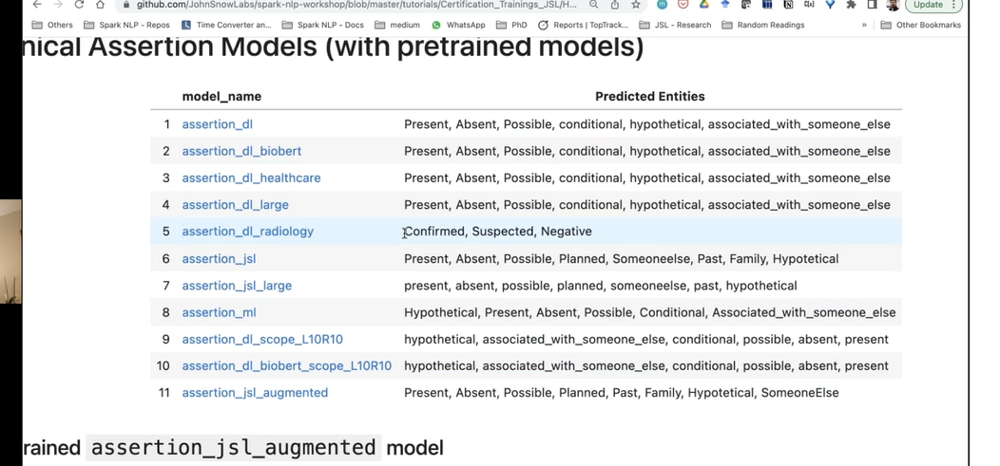 github.com/JohnSnowLabs/spark-nlp-workshop/blob/master/tutorials/Certification_Trainings_JSL/H...
Update
Others Spark NLP - Repos Time Converter an... Spark NLP - Docs medium WhatsApp PhD Reports | TopTrack... JSL - Research Random Readings » Other Bookmarks
nical Assertion Models (with pretrained models)
model_name Predicted Entities
1 assertion_dl Present, Absent, Possible, conditional, hypothetical, associated_with_someone_else
2 assertion_dl_biobert Present, Absent, Possible, conditional, hypothetical, associated_with_someone_else
3 assertion_dl_healthcare Present, Absent, Possible, conditional, hypothetical, associated_with_someone_else
4 assertion_dl_large Present, Absent, Possible, conditional, hypothetical, associated_with_someone_else
5 assertion_dl_radiology Confirmed, Suspected, Negative
6 assertion_jsl Present, Absent, Possible, Planned, Someoneelse, Past, Family, Hypotetical
7 assertion_jsl_large present, absent, possible, planned, someoneelse, past, hypothetical
8 assertion_ml Hypothetical, Present, Absent, Possible, Conditional, Associated_with_someone_else
9 assertion_dl_scope_L10R10 hypothetical, associated_with_someone_else, conditional, possible, absent, present
10 assertion_dl_biobert_scope_L10R10 hypothetical, associated_with_someone_else, conditional, possible, absent, present
11 assertion_jsl_augmented Present, Absent, Possible, Planned, Past, Family, Hypotetical, SomeoneElse
rained assertion_jsl_augmented model